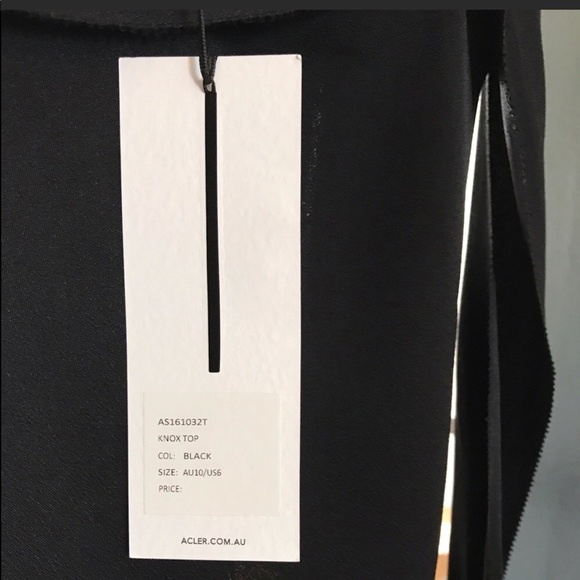 AS161032T
KNOX TOP
COL: BLACK
SIZE: AU10/US6
PRICE:
ACLER.COM.AU